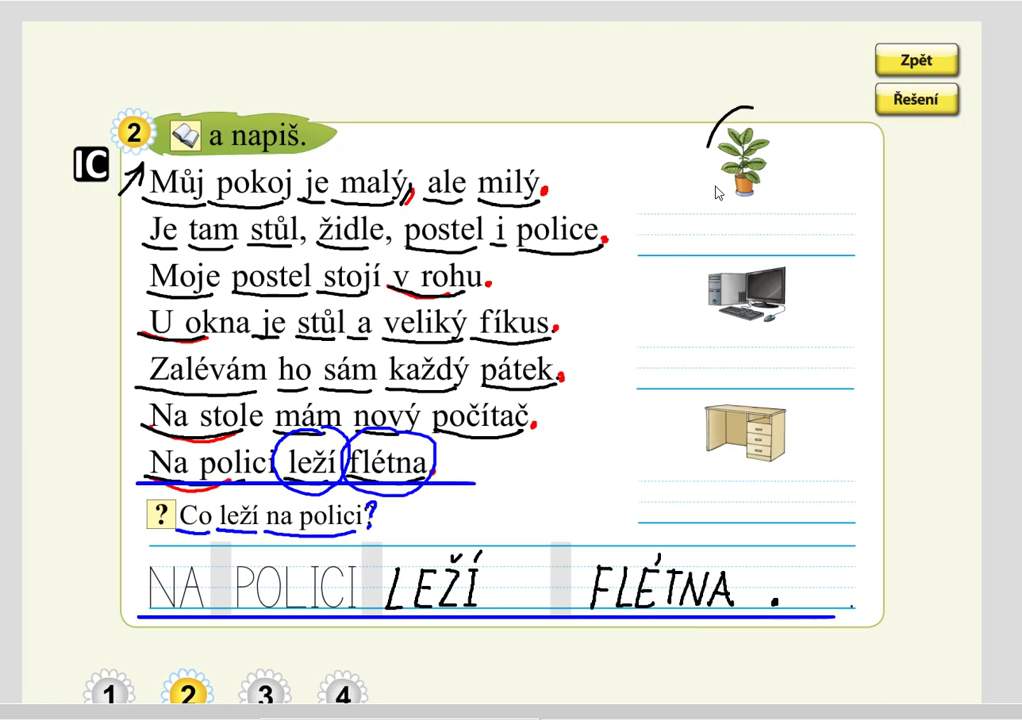 Zpět
Řešení
2 a napiš.
IC
Můj pokoj je malý, ale milý.
Je tam stůl, židle, postel i police.
Moje postel stojí v rohu.
U okna je stůl a veliký fíkus.
Zalévám ho sám každý pátek.
Na stole mám nový počítač.
Na polici leží flétna.
? Co leží na polici?
NA POLICI LEŽÍ FLÉTNA . .
1 2 3 4